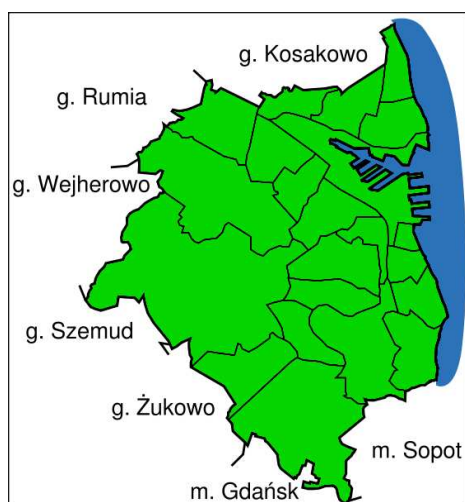 g. Kosakowo
g. Rumia
g. Wejherowo
g. Szemud
g. Żukowo
m. Sopot
m. Gdańsk